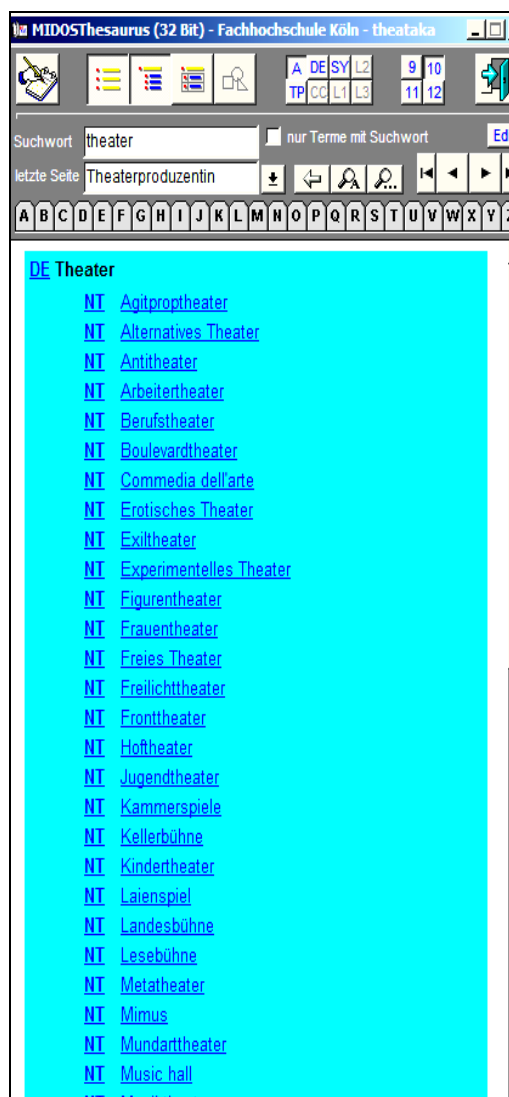 MIDOSThesaurus (32 Bit) - Fachhochschule Köln - theataka
A DE SY L2 9 10
TP CC L1 L3 11 12
Suchwort theater nur Terme mit Suchwort Ed
letzte Seite Theaterproduzentin
A B C D E F G H I J K L M N O P Q R S T U V W X Y Z
DE Theater
NT Agitproptheater
NT Alternatives Theater
NT Antitheater
NT Arbeitertheater
NT Berufstheater
NT Boulevardtheater
NT Commedia dell'arte
NT Erotisches Theater
NT Exiltheater
NT Experimentelles Theater
NT Figurentheater
NT Frauentheater
NT Freies Theater
NT Freilichttheater
NT Fronttheater
NT Hoftheater
NT Jugendtheater
NT Kammerspiele
NT Kellerbühne
NT Kindertheater
NT Laienspiel
NT Landesbühne
NT Lesebühne
NT Metatheater
NT Mimus
NT Mundarttheater
NT Music hall